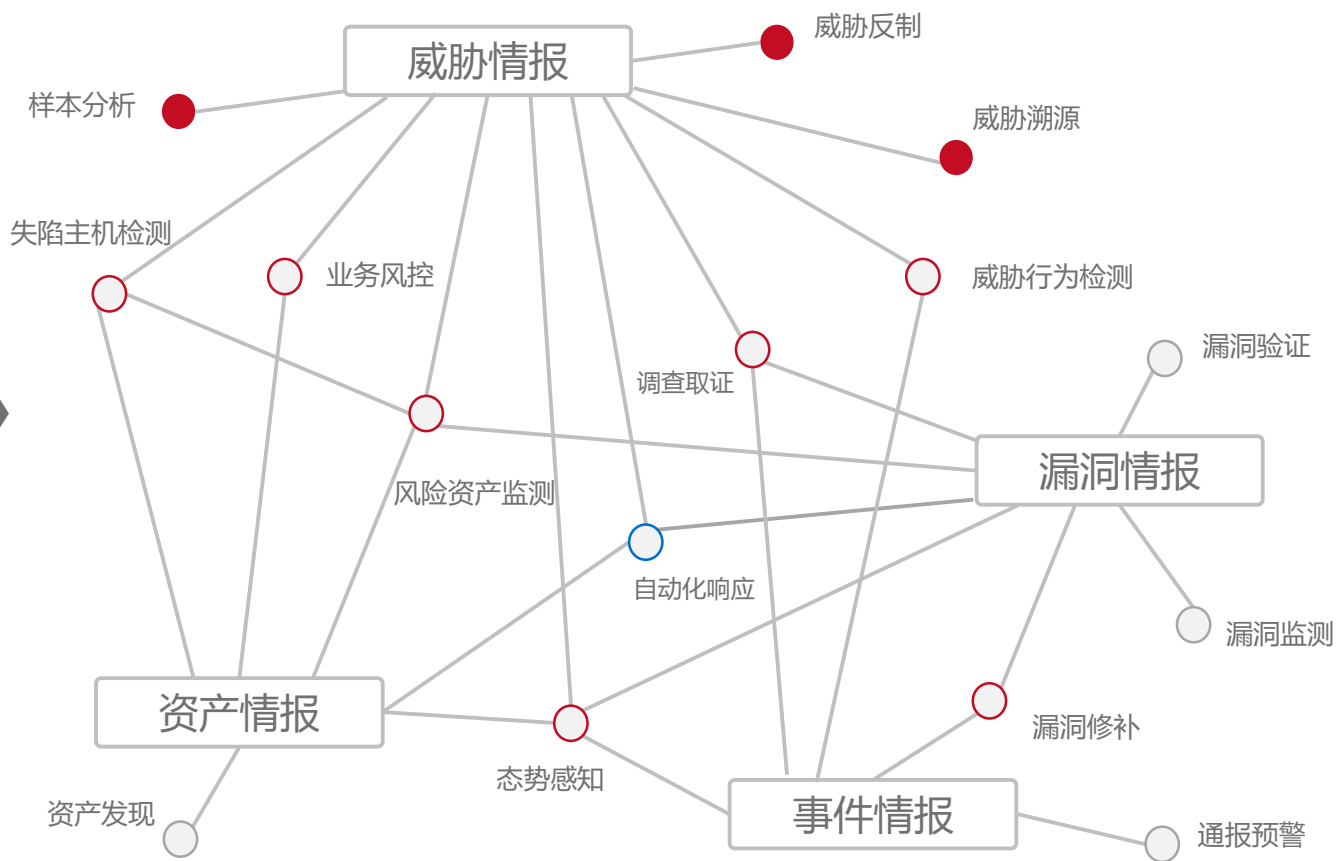 威胁反制
威胁情报
样本分析
威胁溯源
失陷主机检测
业务风控
威胁行为检测
漏洞验证
调查取证
漏洞情报
风险资产监测
自动化响应
漏洞监测
资产情报
漏洞修补
态势感知
资产发现
事件情报
通报预警